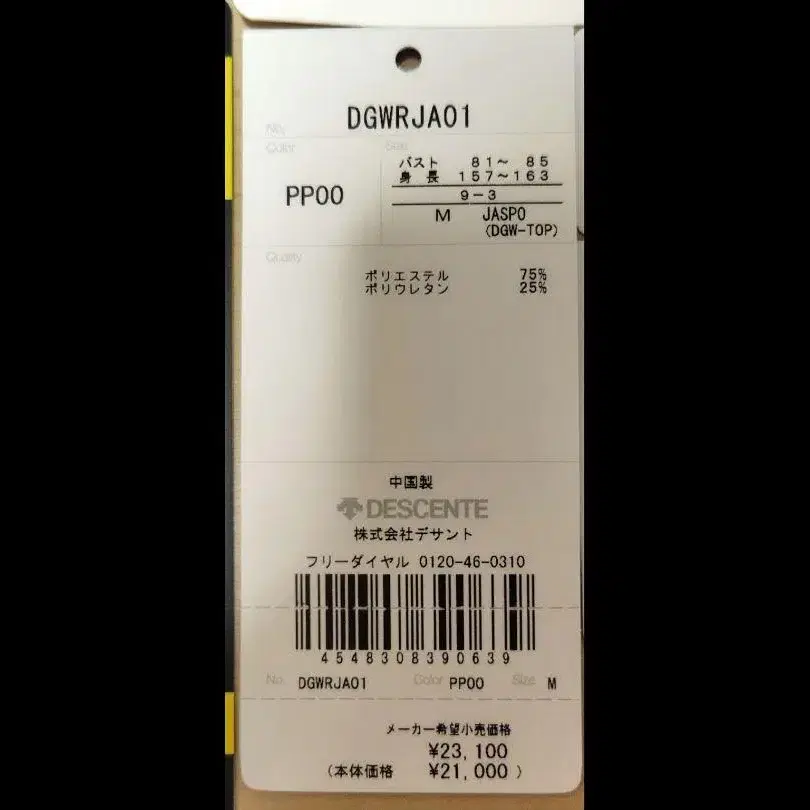 No. DGWRJA01
Color Size
PP00
バスト 81～ 85
身 長 157～163
9-3
M JASPO
(DGW-TOP)
Quality
ポリエステル 75%
ポリウレタン 25%
中国製
DESCENTE
株式会社デサント
フリーダイヤル 0120-46-0310
4548308390639
No. DGWRJA01 Color PP00 Size M
メーカー希望小売価格
¥23,100
(本体価格 ¥21,000 )